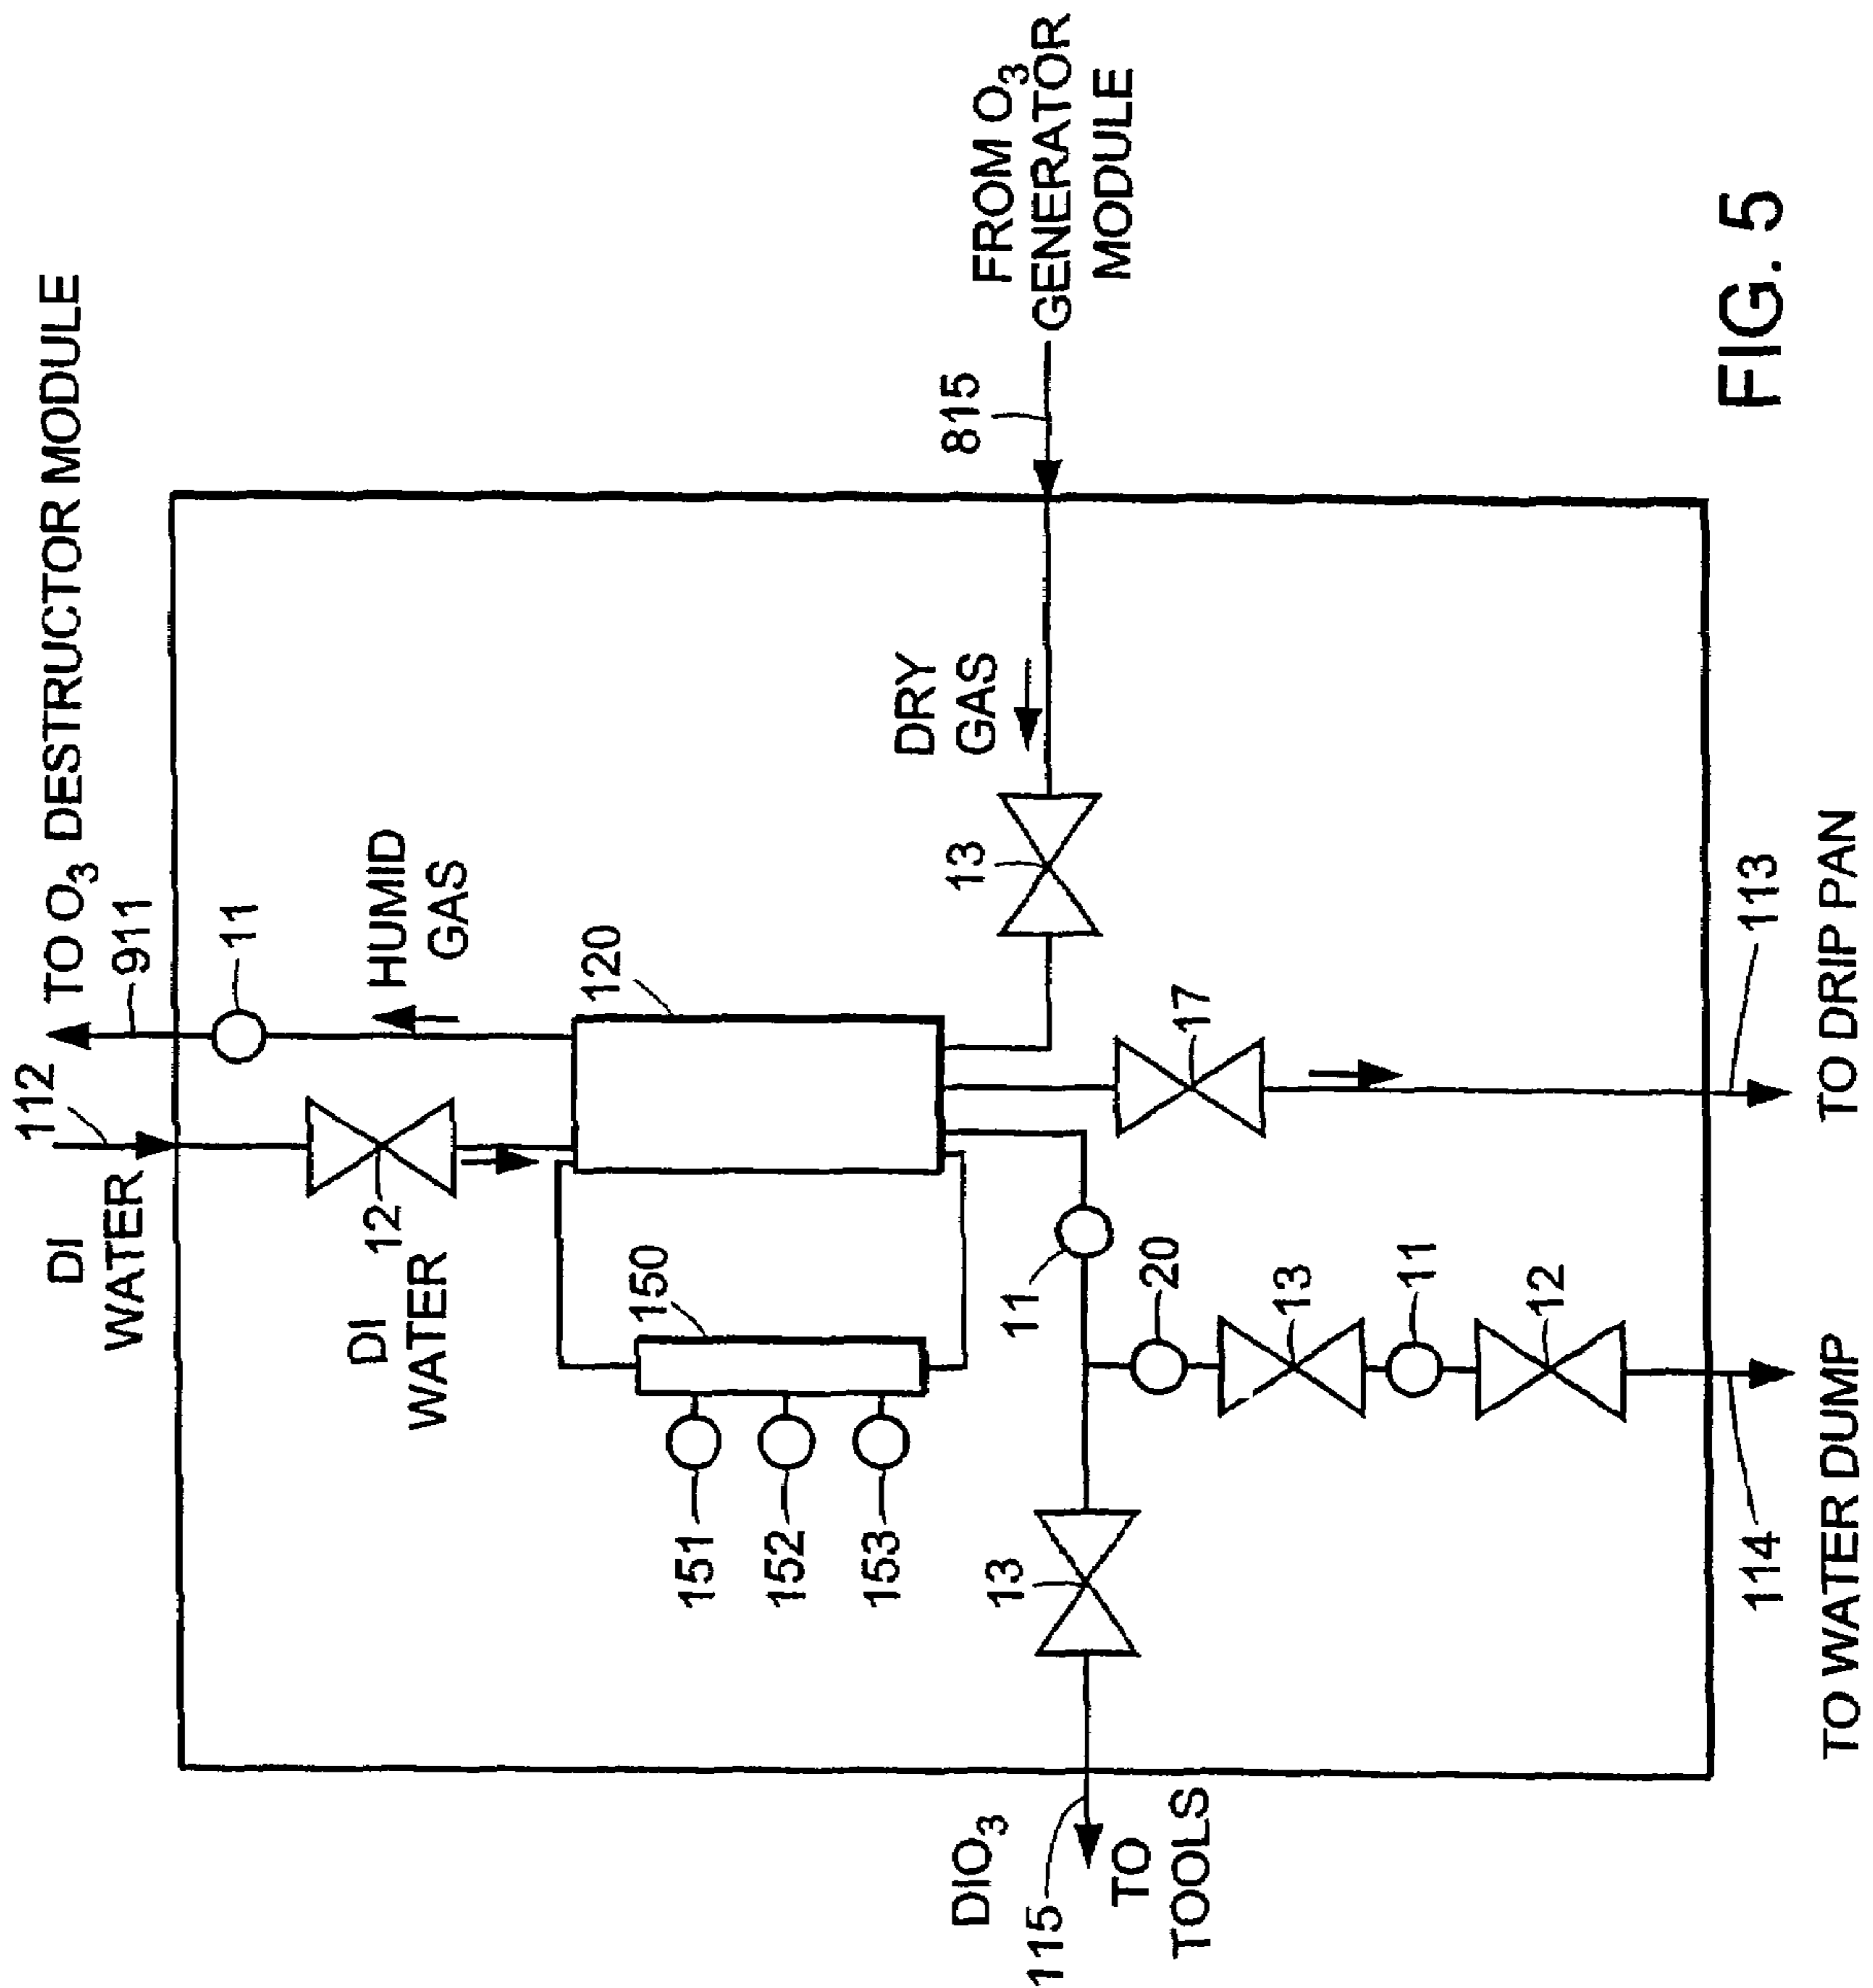 112
DI
WATER
TO O3 DESTRUCTOR MODULE
911
11
DI
WATER
12
HUMID
GAS
120
150
151
152
153
DRY
GAS
13
815
FROM O3
GENERATOR
MODULE
DIO3
115
TO
TOOLS
13
11
20
17
13
11
12
114
113
TO WATER DUMP
TO DRIP PAN
FIG. 5